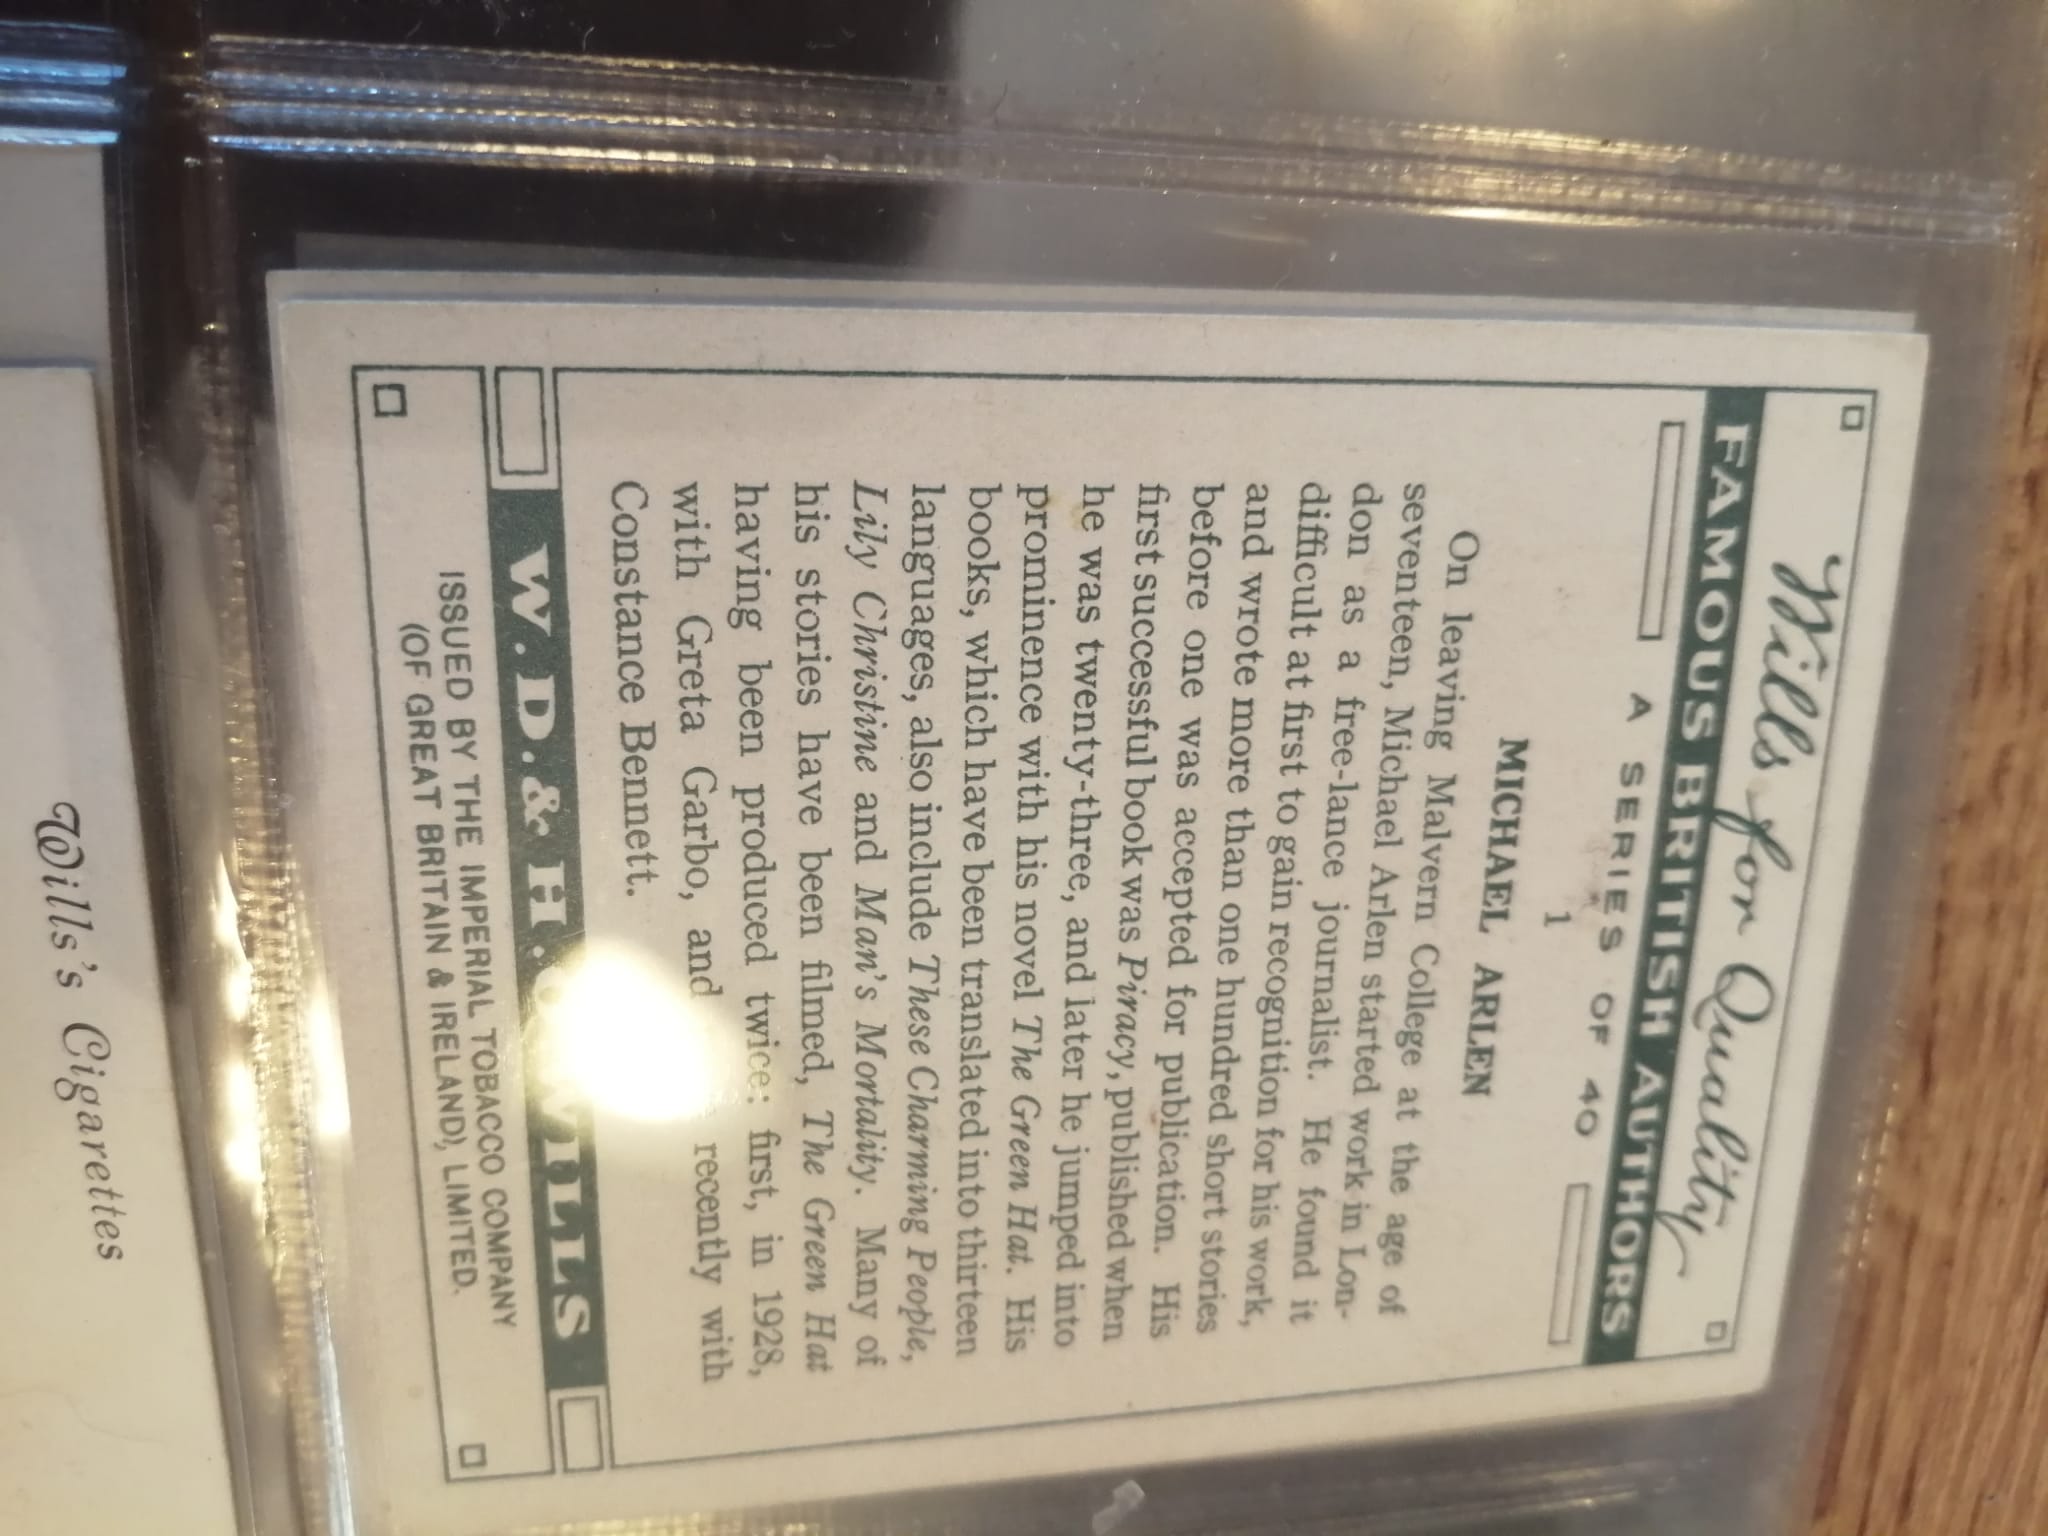 Wills for Quality
FAMOUS BRITISH AUTHORS
A SERIES OF 40
1
MICHAEL ARLEN
On leaving Malvern College at the age of
seventeen, Michael Arlen started work in Lon-
don as a free-lance journalist. He found it
difficult at first to gain recognition for his work,
and wrote more than one hundred short stories
before one was accepted for publication. His
first successful book was Piracy, published when
he was twenty-three, and later he jumped into
prominence with his novel The Green Hat. His
books, which have been translated into thirteen
languages, also include These Charming People,
Lily Christine and Man's Mortality. Many of
his stories have been filmed, The Green Hat
having been produced twice: first, in 1928,
with Greta Garbo, and recently with
Constance Bennett.
W. D. & H. O. WILLS
ISSUED BY THE IMPERIAL TOBACCO COMPANY
(OF GREAT BRITAIN & IRELAND), LIMITED.
Wills's Cigarettes